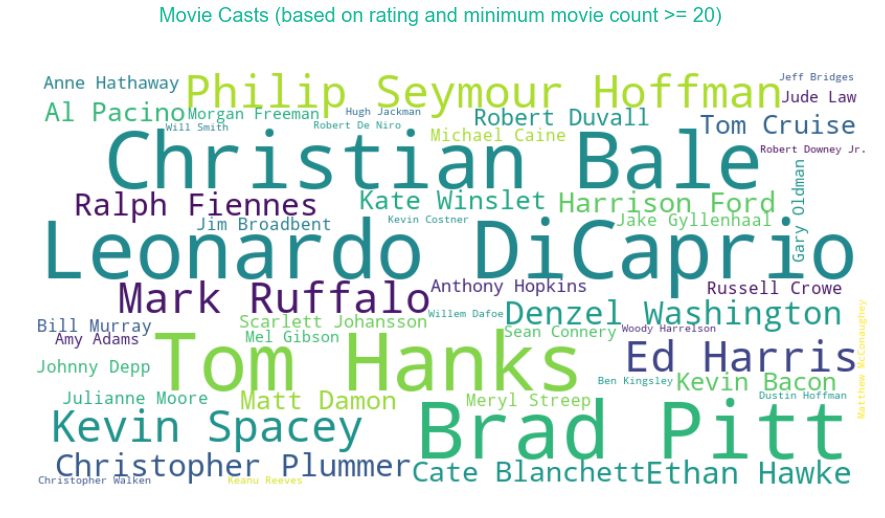 Movie Casts (based on rating and minimum movie count >= 20)
Anne Hathaway
Philip Seymour Hoffman
Jeff Bridges
Jude Law
Al Pacino
Morgan Freeman
Hugh Jackman
Robert Duvall
Tom Cruise
Will Smith
Robert De Niro
Michael Caine
Christian Bale
Robert Downey Jr.
Ralph Fiennes
Kate Winslet
Harrison Ford
Gary Oldman
Jim Broadbent
Kevin Costner
Jake Gyllenhaal
Leonardo DiCaprio
Mark Ruffalo
Anthony Hopkins
Russell Crowe
Bill Murray
Scarlett Johansson
Willem Dafoe
Denzel Washington
Amy Adams
Mel Gibson
Sean Connery
Woody Harrelson
Matthew McConaughey
Tom Hanks
Ed Harris
Johnny Depp
Ben Kingsley
Kevin Bacon
Julianne Moore
Matt Damon
Meryl Streep
Dustin Hoffman
Kevin Spacey
Brad Pitt
Christopher Plummer
Cate Blanchett
Ethan Hawke
Christopher Walken
Keanu Reeves